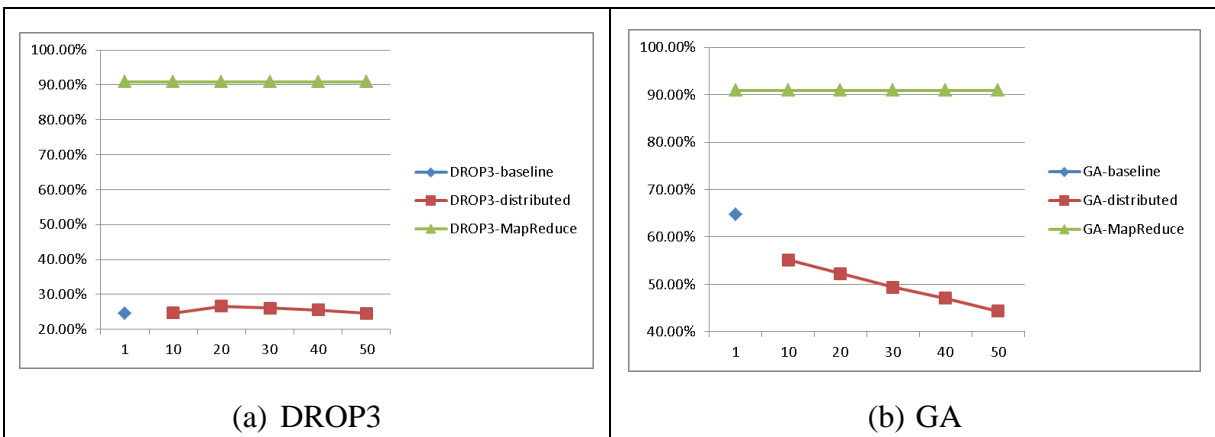 100.00%
90.00%
80.00%
70.00%
60.00%
50.00%
40.00%
30.00%
20.00%
1 10 20 30 40 50
DROP3-baseline
DROP3-distributed
DROP3-MapReduce
(a) DROP3
100.00%
90.00%
80.00%
70.00%
60.00%
50.00%
40.00%
1 10 20 30 40 50
GA-baseline
GA-distributed
GA-MapReduce
(b) GA